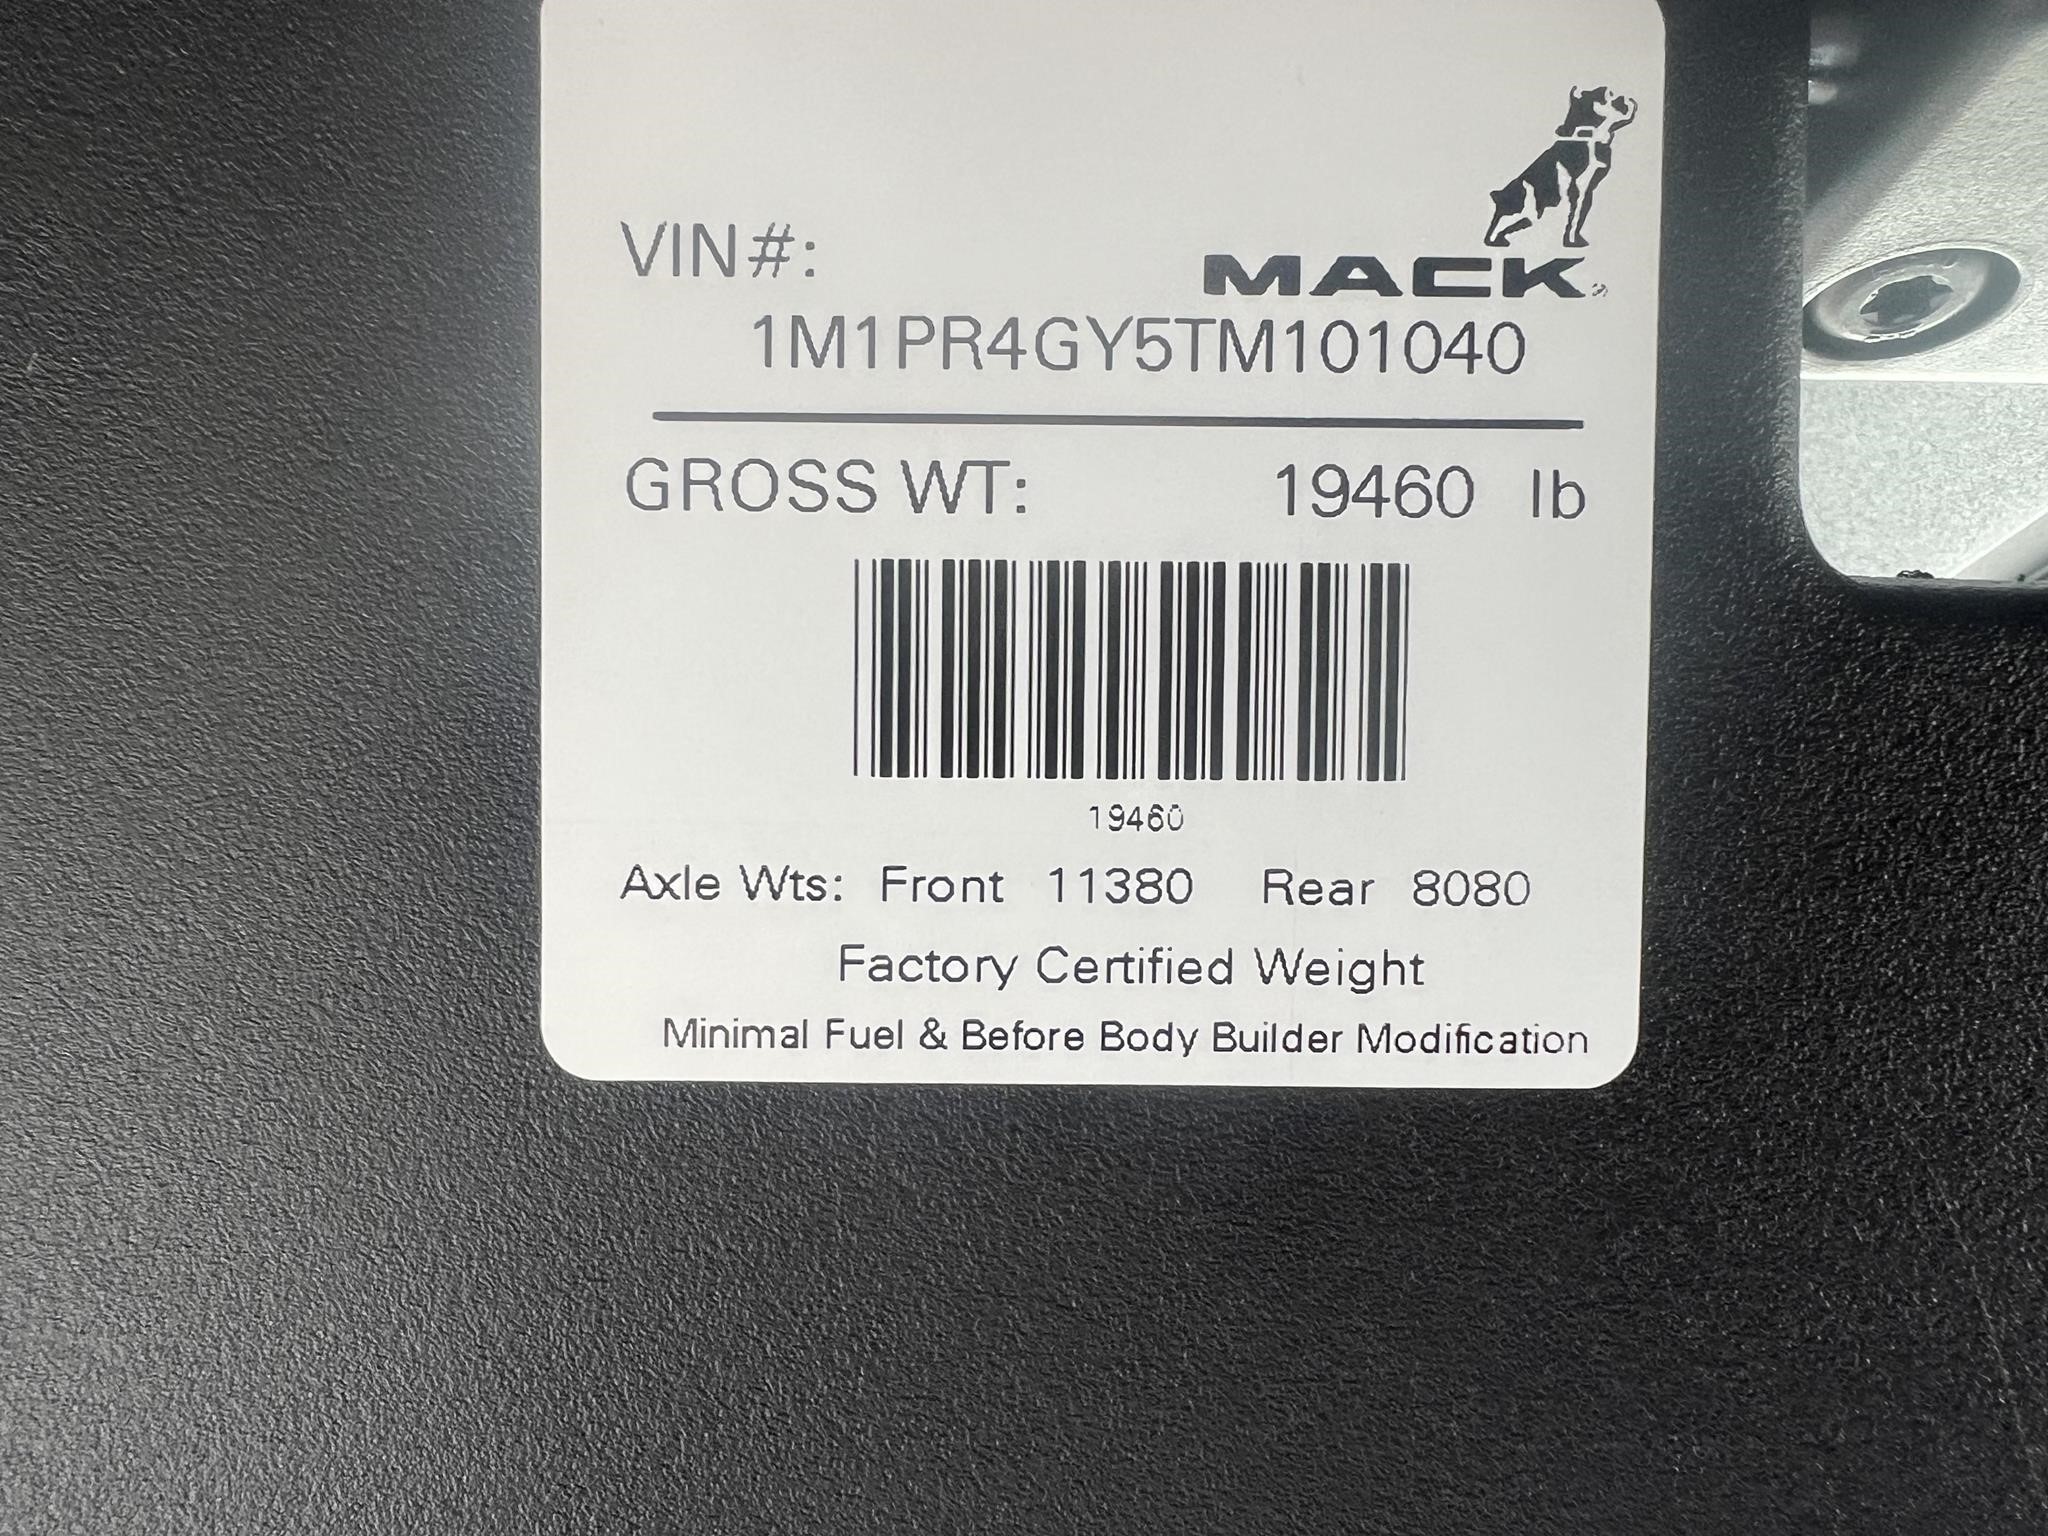 VIN#:
MACK
1M1PR4GY5TM101040
GROSS WT: 19460 lb
19460
Axle Wts: Front 11380 Rear 8080
Factory Certified Weight
Minimal Fuel & Before Body Builder Modification